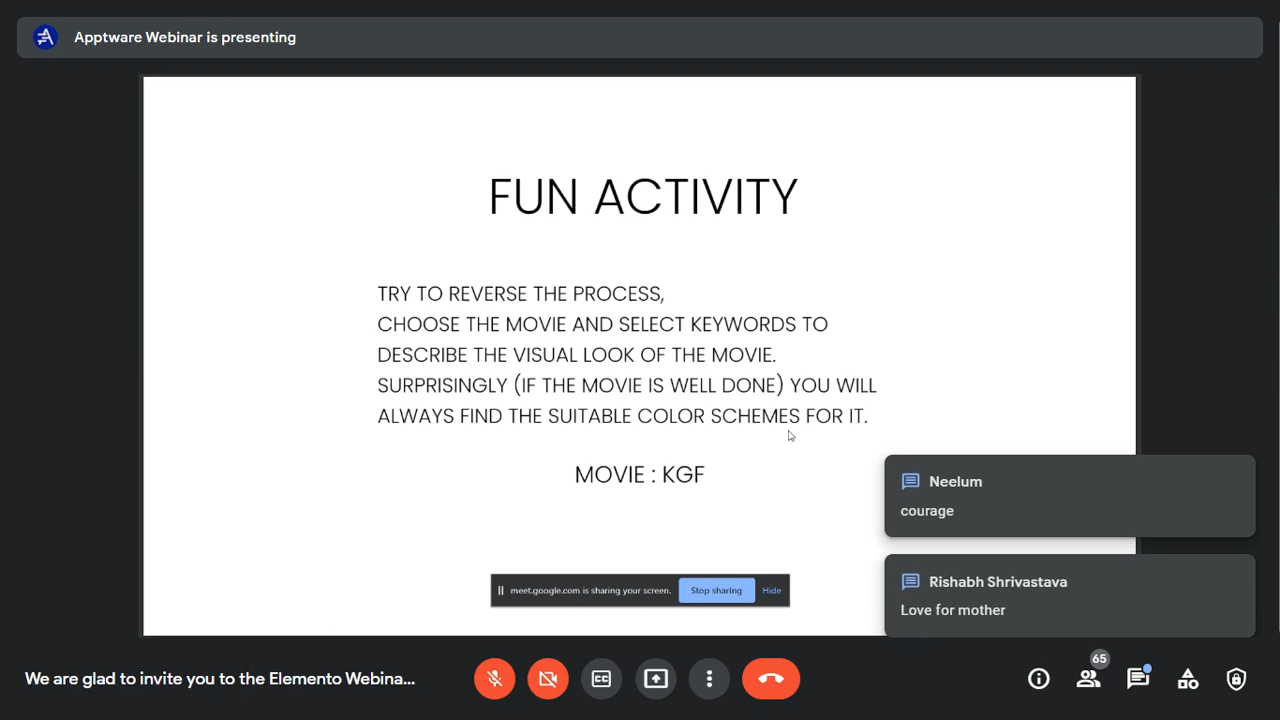 Apptware Webinar is presenting
FUN ACTIVITY
TRY TO REVERSE THE PROCESS,
CHOOSE THE MOVIE AND SELECT KEYWORDS TO
DESCRIBE THE VISUAL LOOK OF THE MOVIE.
SURPRISINGLY (IF THE MOVIE IS WELL DONE) YOU WILL
ALWAYS FIND THE SUITABLE COLOR SCHEMES FOR IT.
MOVIE : KGF
Neelum
courage
Rishabh Shrivastava
Love for mother
meet.google.com is sharing your screen.
Stop sharing
Hide
We are glad to invite you to the Elemento Webina...
CC
65